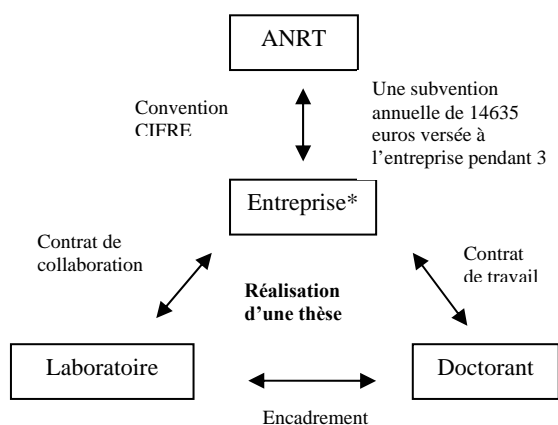 ANRT
Convention
CIFRE
Une subvention
annuelle de 14635
euros versée à
l’entreprise pendant 3
Entreprise*
Contrat de
collaboration
Contrat
de travail
Réalisation
d’une thèse
Laboratoire
Doctorant
Encadrement